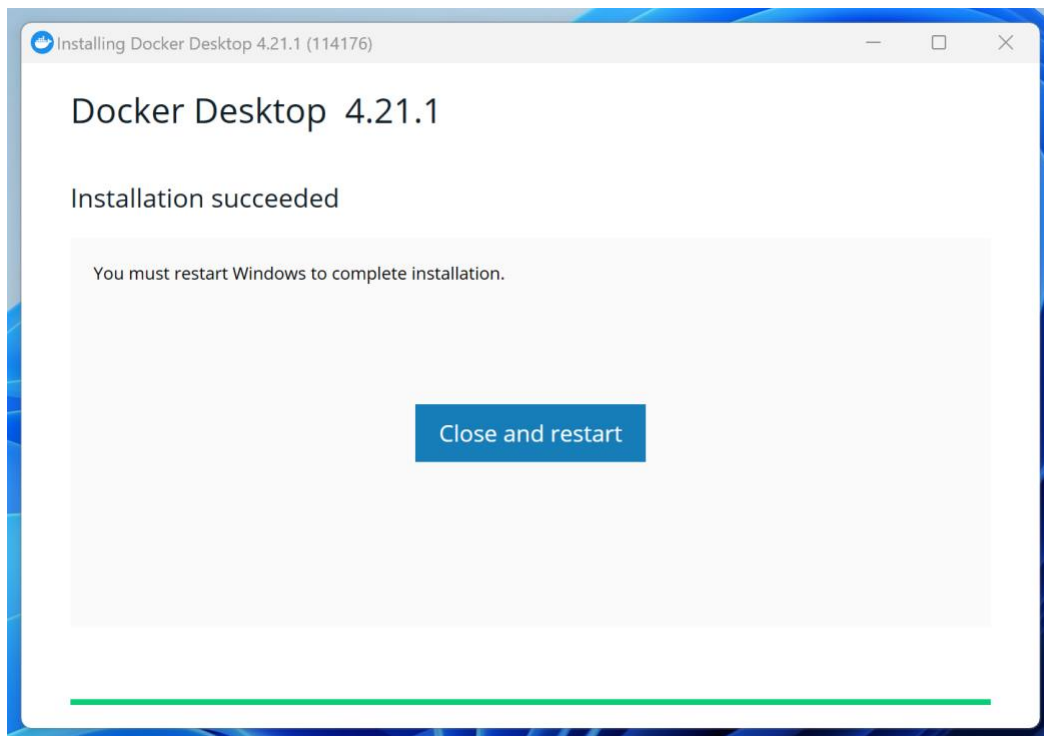 Installing Docker Desktop 4.21.1 (114176)
Docker Desktop 4.21.1
Installation succeeded
You must restart Windows to complete installation.
Close and restart